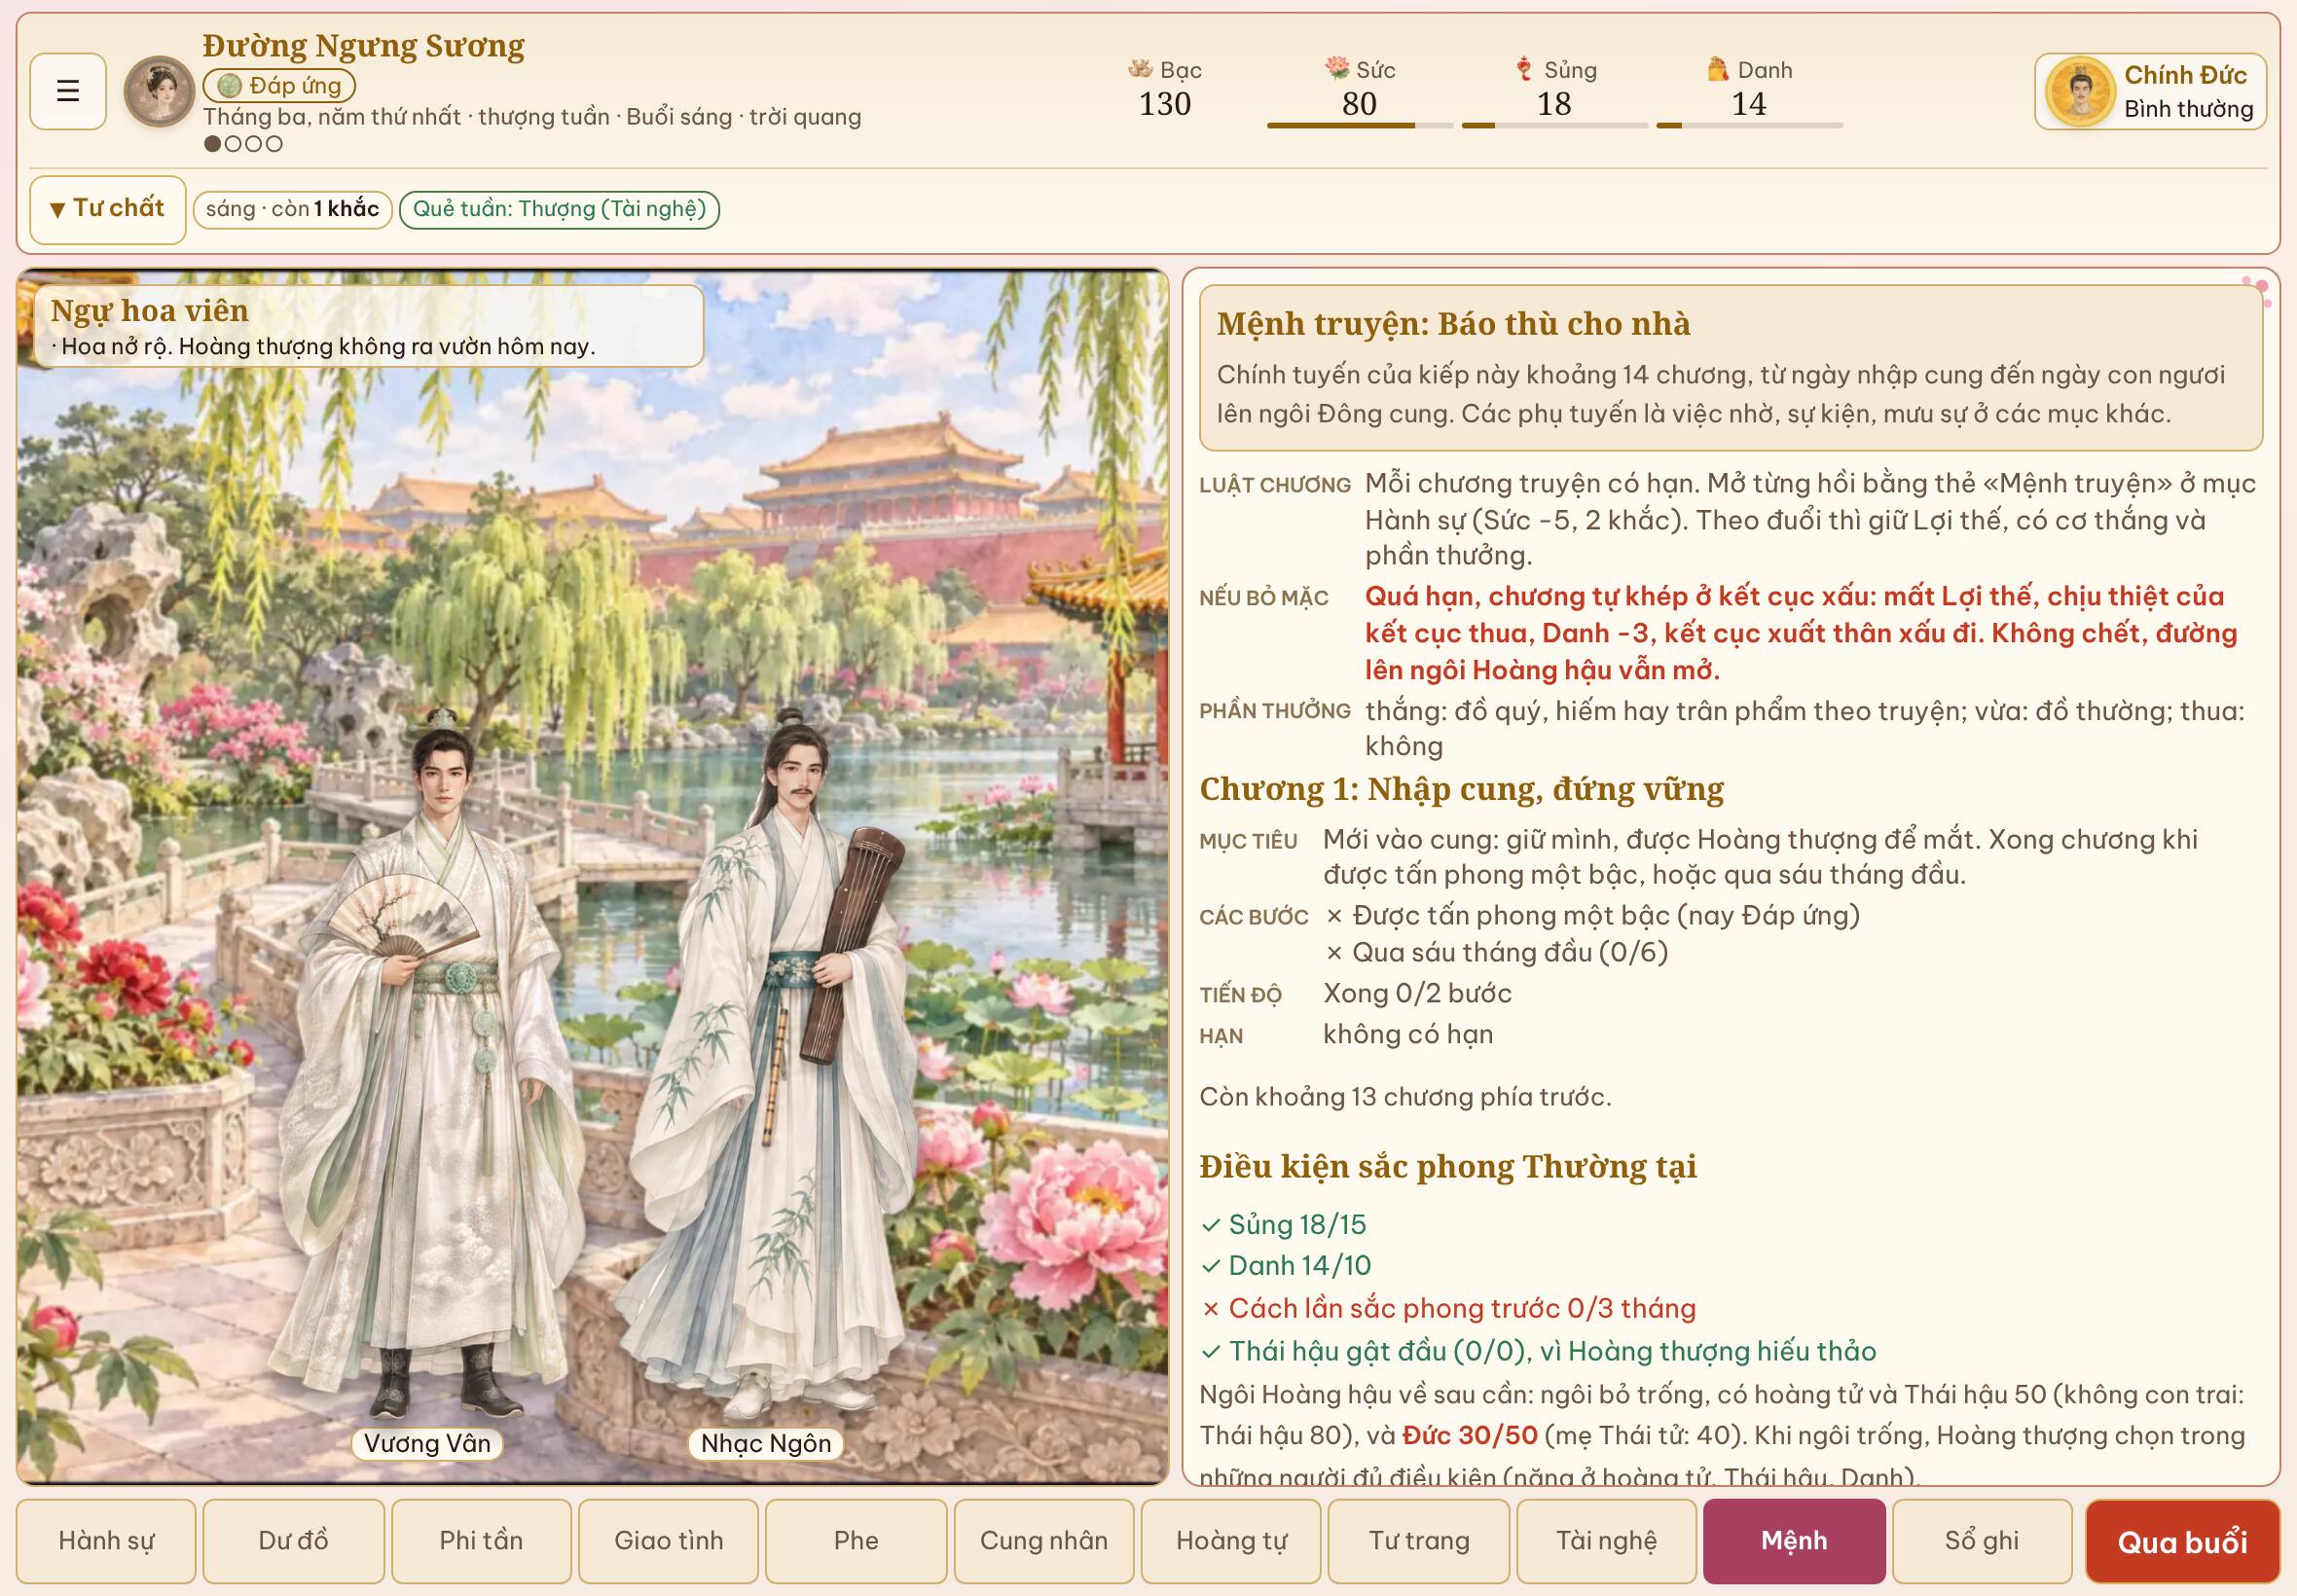 Đường Ngưng Sương
Đáp ứng
Tháng ba, năm thứ nhất · thượng tuần · Buổi sáng · trời quang
Bạc
130
Sức
80
Sủng
18
Danh
14
Chính Đức
Bình thường
▼ Tư chất
sáng · còn 1 khắc
Quẻ tuần: Thượng (Tài nghệ)
Ngự hoa viên
· Hoa nở rộ. Hoàng thượng không ra vườn hôm nay.
Vương Vân
Nhạc Ngôn
Mệnh truyện: Báo thù cho nhà
Chính tuyến của kiếp này khoảng 14 chương, từ ngày nhập cung đến ngày con ngươi
lên ngôi Đông cung. Các phụ tuyến là việc nhờ, sự kiện, mưu sự ở các mục khác.
LUẬT CHƯƠNG Mỗi chương truyện có hạn. Mở từng hồi bằng thẻ «Mệnh truyện» ở mục
Hành sự (Sức -5, 2 khắc). Theo đuổi thì giữ Lợi thế, có cơ thắng và
phần thưởng.
NẾU BỎ MẶC Quá hạn, chương tự khép ở kết cục xấu: mất Lợi thế, chịu thiệt của
kết cục thua, Danh -3, kết cục xuất thân xấu đi. Không chết, đường
lên ngôi Hoàng hậu vẫn mở.
PHẦN THƯỞNG thắng: đồ quý, hiếm hay trân phẩm theo truyện; vừa: đồ thường; thua:
không
Chương 1: Nhập cung, đứng vững
MỤC TIÊU Mới vào cung: giữ mình, được Hoàng thượng để mắt. Xong chương khi
được tấn phong một bậc, hoặc qua sáu tháng đầu.
CÁC BƯỚC × Được tấn phong một bậc (nay Đáp ứng)
× Qua sáu tháng đầu (0/6)
TIẾN ĐỘ Xong 0/2 bước
HẠN không có hạn
Còn khoảng 13 chương phía trước.
Điều kiện sắc phong Thường tại
✓ Sủng 18/15
✓ Danh 14/10
× Cách lần sắc phong trước 0/3 tháng
✓ Thái hậu gật đầu (0/0), vì Hoàng thượng hiếu thảo
Ngôi Hoàng hậu về sau cần: ngôi bỏ trống, có hoàng tử và Thái hậu 50 (không con trai:
Thái hậu 80), và Đức 30/50 (mẹ Thái tử: 40). Khi ngôi trống, Hoàng thượng chọn trong
những người đủ điều kiện (nặng ở hoàng tử, Thái hậu, Danh).
Hành sự
Dư đồ
Phi tần
Giao tình
Phe
Cung nhân
Hoàng tự
Tư trang
Tài nghệ
Mệnh
Sổ ghi
Qua buổi